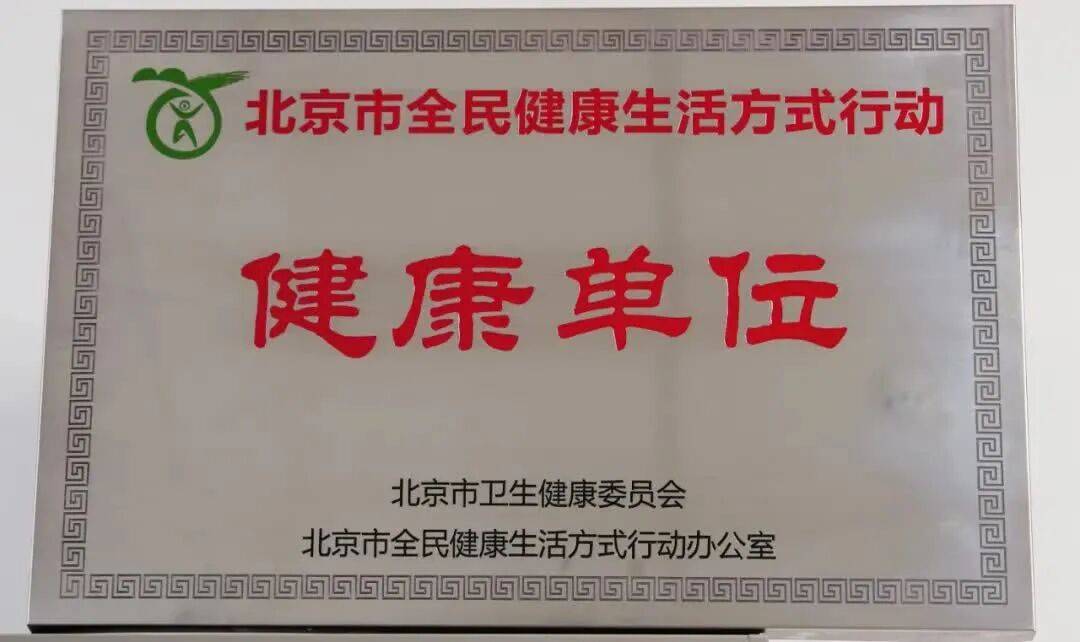 北京市全民健康生活方式行动
健康单位
北京市卫生健康委员会
北京市全民健康生活方式行动办公室